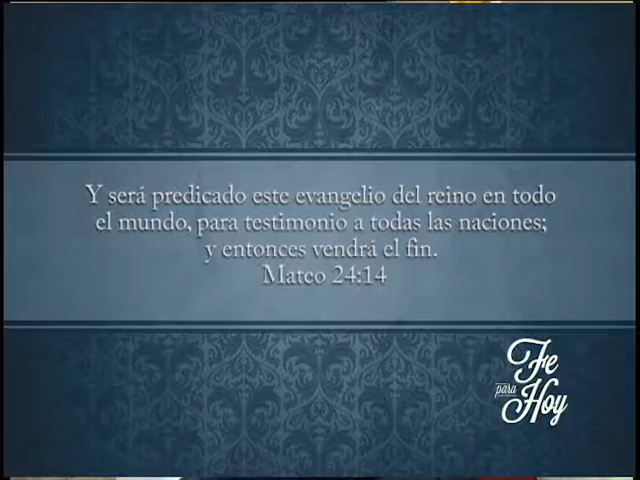 Y será predicado este evangelio del reino en todo
el mundo, para testimonio a todas las naciones;
y entonces vendrá el fin.
Mateo 24:14
Fe
para
Hoy